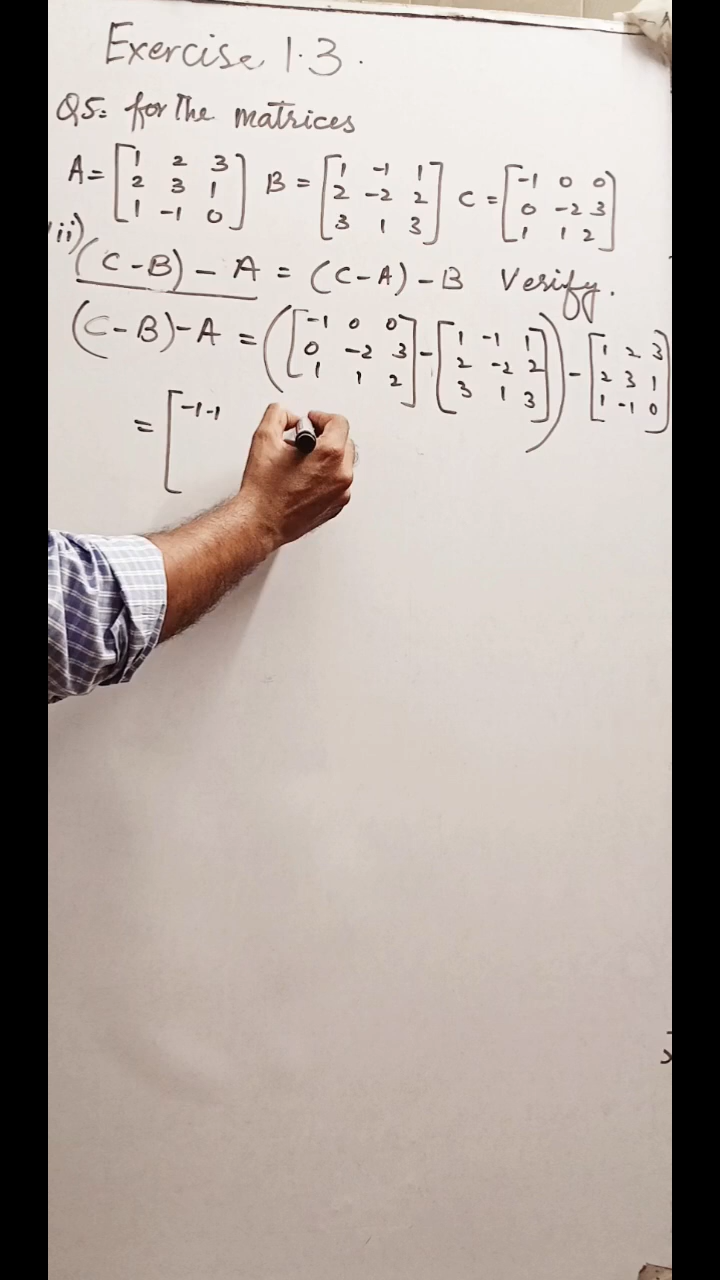 Exercise 1.3.
Q5. for The matrices
A = [1 2 3 B = [1 -1 1 C = [-1 0 0
2 3 1 2 -2 2 0 -2 3
1 -1 0] 3 1 3] 1 1 2]
ii)
(C-B) - A = (C-A) - B Verify.
(C-B)-A = ([-1 0 0 - [1 -1 1 - [1 2 3
0 -2 3 2 -2 2 2 3 1
1 1 2] 3 1 3]) 1 -1 0]
= [-1-1